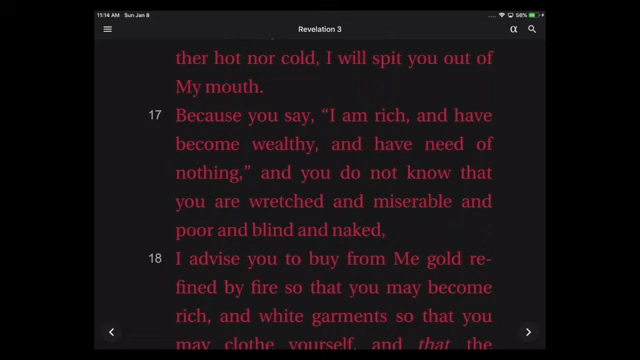 11:14 AM Sun Jan 8
56%
Revelation 3
α
ther hot nor cold, I will spit you out of
My mouth.
17 Because you say, “I am rich, and have
become wealthy, and have need of
nothing,” and you do not know that
you are wretched and miserable and
poor and blind and naked,
18 I advise you to buy from Me gold re-
fined by fire so that you may become
rich, and white garments so that you
may clothe yourself, and that the